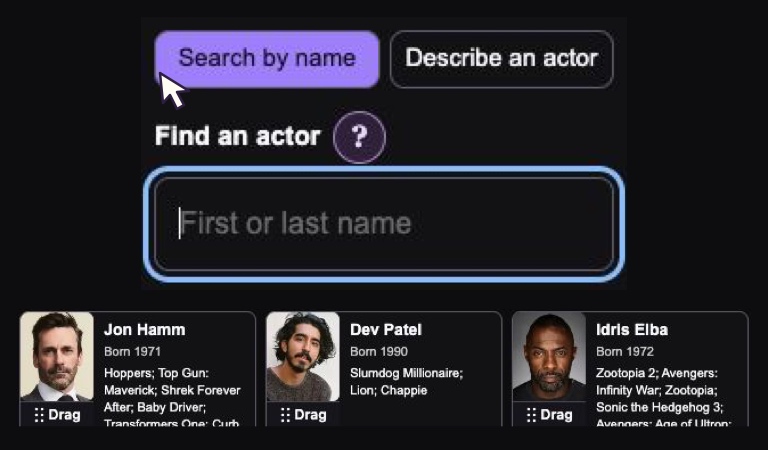 Search by name
Describe an actor
Find an actor ?
First or last name
Jon Hamm
Born 1971
Hoppers; Top Gun:
Maverick; Shrek Forever
After; Baby Driver;
Transformers One; Curb
Drag
Dev Patel
Born 1990
Slumdog Millionaire;
Lion; Chappie
Drag
Idris Elba
Born 1972
Zootopia 2; Avengers:
Infinity War; Zootopia;
Sonic the Hedgehog 3;
Avengers: Age of Ultron;
Drag